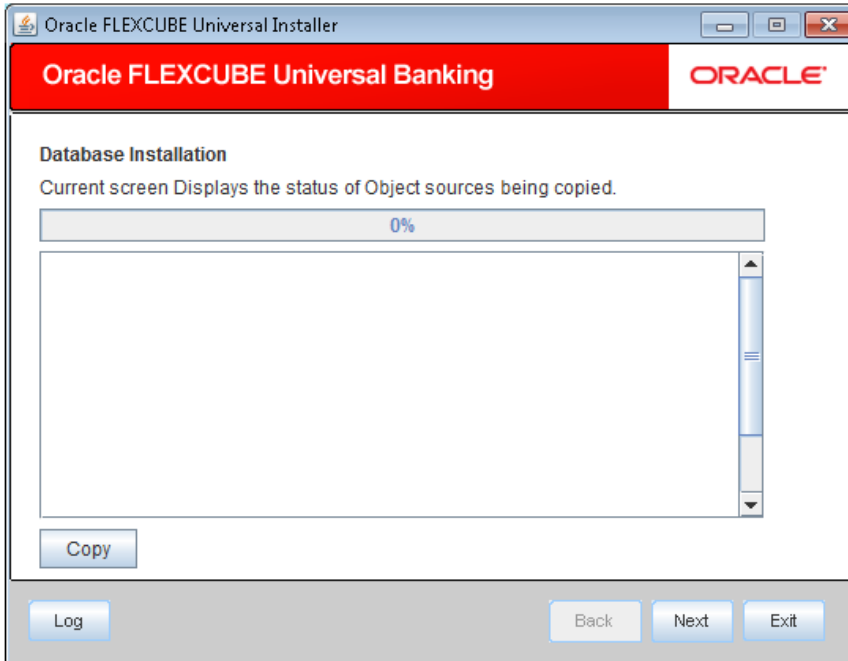 Oracle FLEXCUBE Universal Installer
Oracle FLEXCUBE Universal Banking
ORACLE
Database Installation
Current screen Displays the status of Object sources being copied.
0%
Copy
Log
Back
Next
Exit